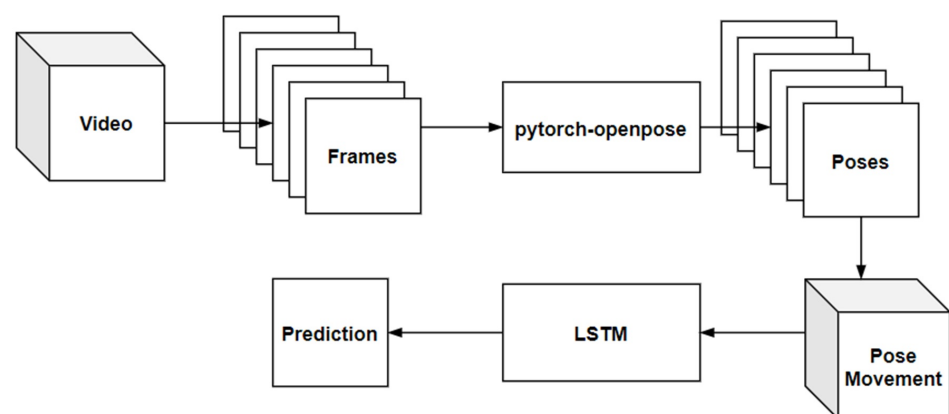 Video
Frames
pytorch-openpose
Poses
Prediction
LSTM
Pose
Movement